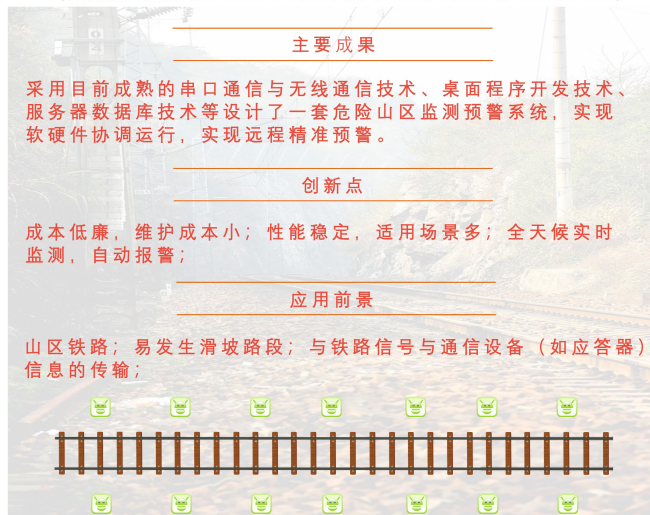 主要成果
采用目前成熟的串口通信与无线通信技术、桌面程序开发技术、
服务器数据库技术等设计了一套危险山区监测预警系统，实现
软硬件协调运行，实现远程精准预警。
创新点
成本低廉，维护成本小；性能稳定，适用场景多；全天候实时
监测，自动报警；
应用前景
山区铁路；易发生滑坡路段；与铁路信号与通信设备（如应答器）
信息的传输；